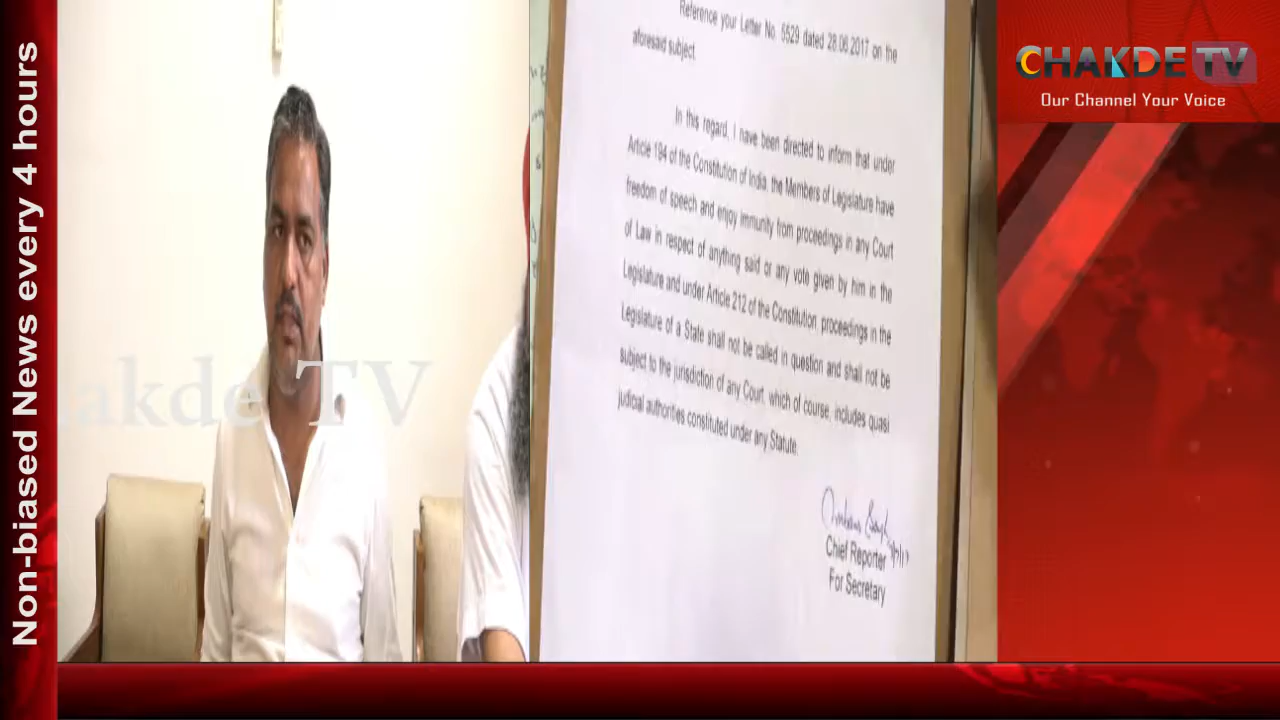 Non-biased News every 4 hours
CHAKDE TV
Our Channel Your Voice
akde TV
Reference your Letter No. 6529 dated 28.06.2017 on the
aforesaid subject.
In this regard, I have been directed to inform that under
Article 194 of the Constitution of India, the Members of Legislature have
freedom of speech and enjoy immunity from proceedings in any Court
of Law in respect of anything said or any vote given by him in the
Legislature and under Article 212 of the Constitution, proceedings in the
Legislature of a State shall not be called in question and shall not be
subject to the jurisdiction of any Court, which of course, includes quasi
judicial authorities constituted under any Statute.
Chief Reporter
For Secretary